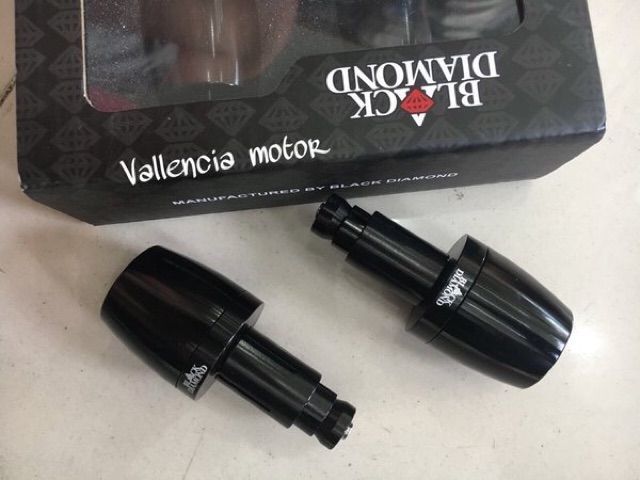 BLACK
DIAMOND
Vallencia motor
MANUFACTURED BY BLACK DIAMOND
BLACK
DIAMOND
BLACK
DIAMOND